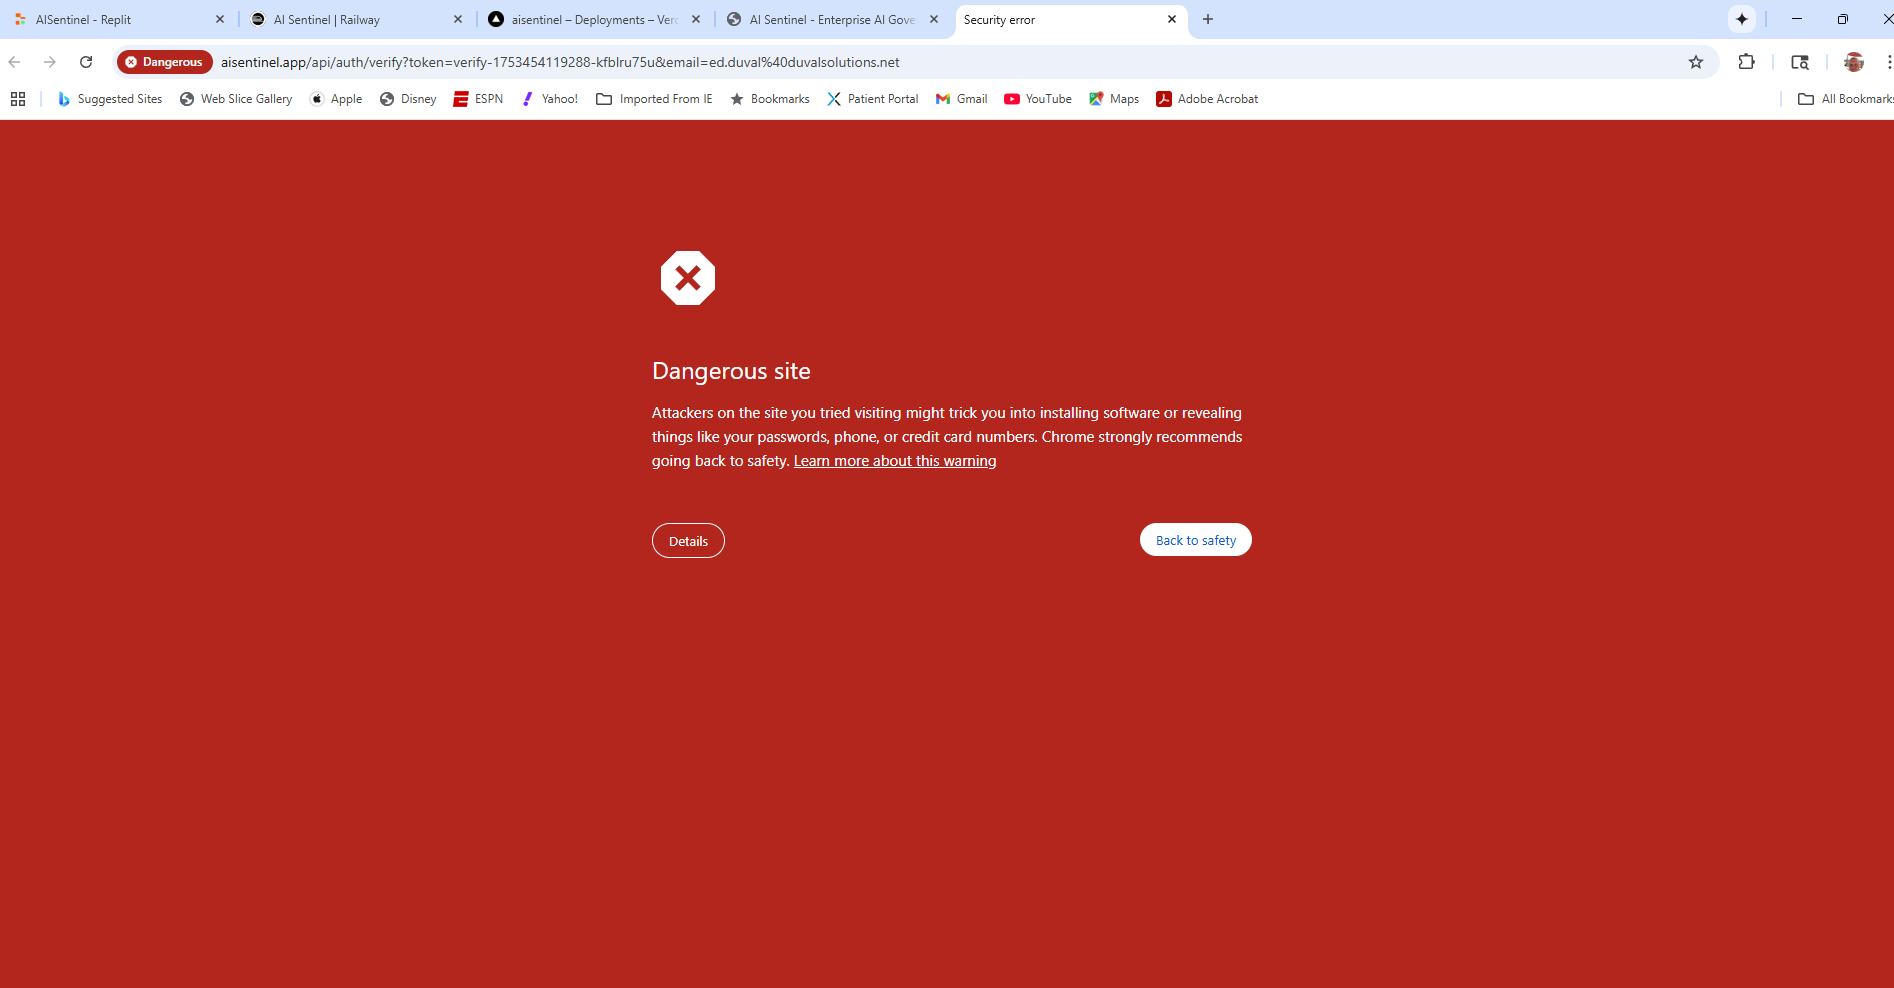 AISentinel - Replit
AI Sentinel | Railway
aisentinel – Deployments – Verc
AI Sentinel - Enterprise AI Gove
Security error
Dangerous
aisentinel.app/api/auth/verify?token=verify-1753454119288-kfblru75u&email=ed.duval%40duvalsolutions.net
Suggested Sites
Web Slice Gallery
Apple
Disney
ESPN
Yahoo!
Imported From IE
Bookmarks
Patient Portal
Gmail
YouTube
Maps
Adobe Acrobat
All Bookmarks
Dangerous site
Attackers on the site you tried visiting might trick you into installing software or revealing
things like your passwords, phone, or credit card numbers. Chrome strongly recommends
going back to safety. Learn more about this warning
Details
Back to safety